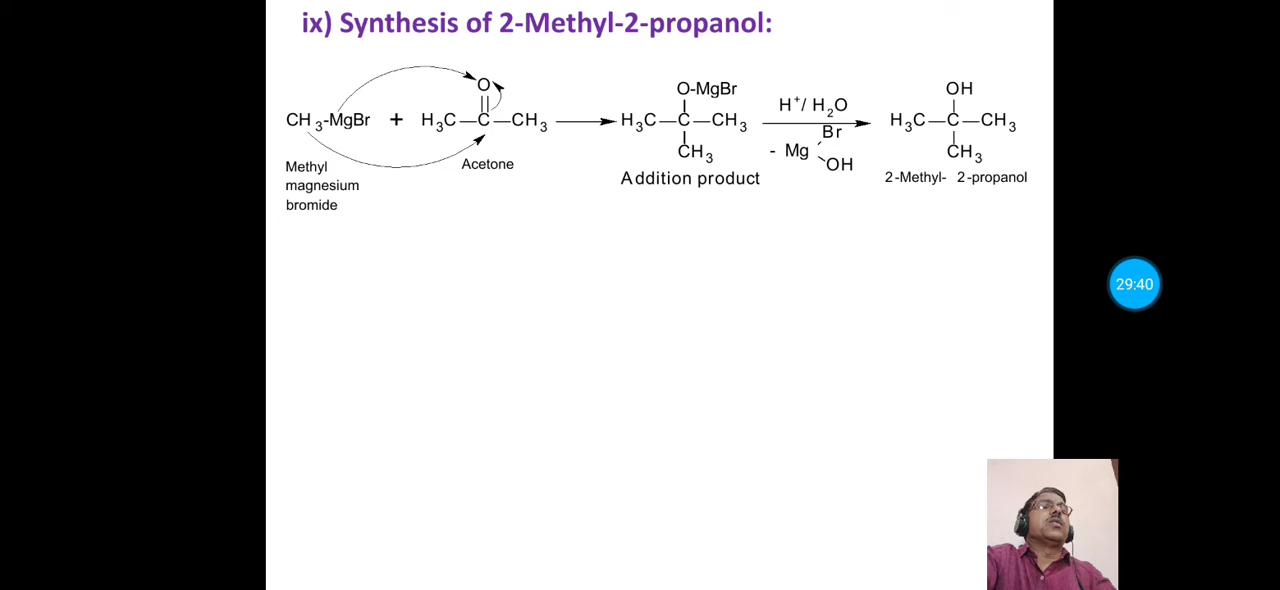 ix) Synthesis of 2-Methyl-2-propanol:
O O-MgBr H⁺/ H₂O OH
CH₃-MgBr + H₃C—C—CH₃ H₃C—C—CH₃ H₃C—C—CH₃
Br
- Mg
OH
CH₃ CH₃
Methyl
magnesium
bromide
Acetone
Addition product
2-Methyl- 2-propanol
29:40